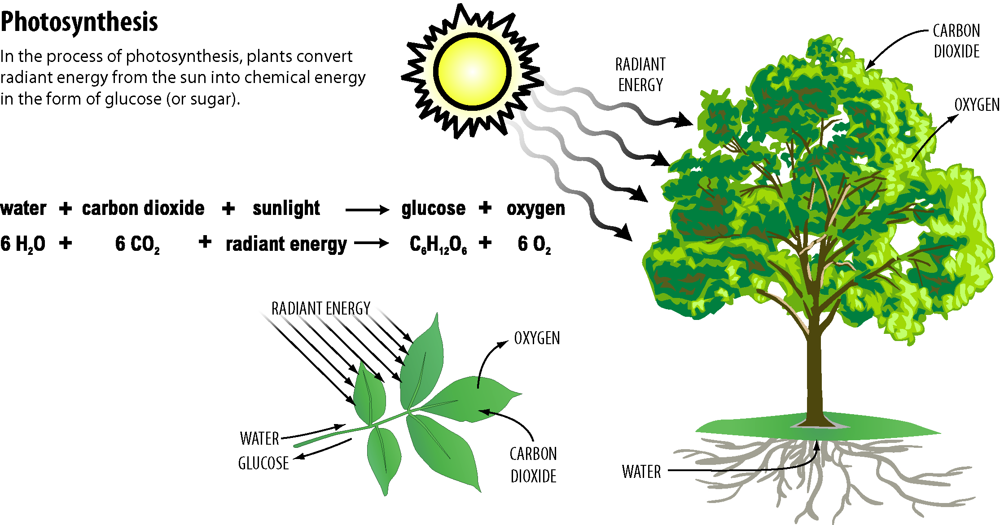 Photosynthesis
In the process of photosynthesis, plants convert
radiant energy from the sun into chemical energy
in the form of glucose (or sugar).
water + carbon dioxide + sunlight ⟶ glucose + oxygen
6 H₂O + 6 CO₂ + radiant energy ⟶ C₆H₁₂O₆ + 6 O₂
RADIANT
ENERGY
CARBON
DIOXIDE
OXYGEN
WATER
RADIANT ENERGY
OXYGEN
WATER
GLUCOSE
CARBON
DIOXIDE